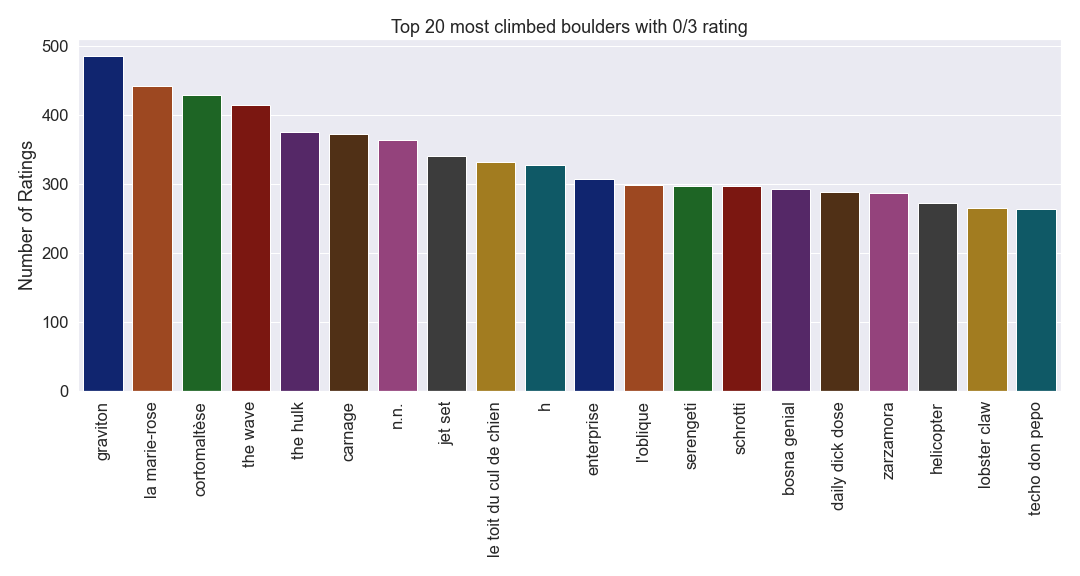 Top 20 most climbed boulders with 0/3 rating
Number of Ratings
500
400
300
200
100
0
graviton
la marie-rose
cortomaltèse
the wave
the hulk
carnage
n.n.
jet set
le toit du cul de chien
h
enterprise
l'oblique
serengeti
schrotti
bosna genial
daily dick dose
zarzamora
helicopter
lobster claw
techo don pepo